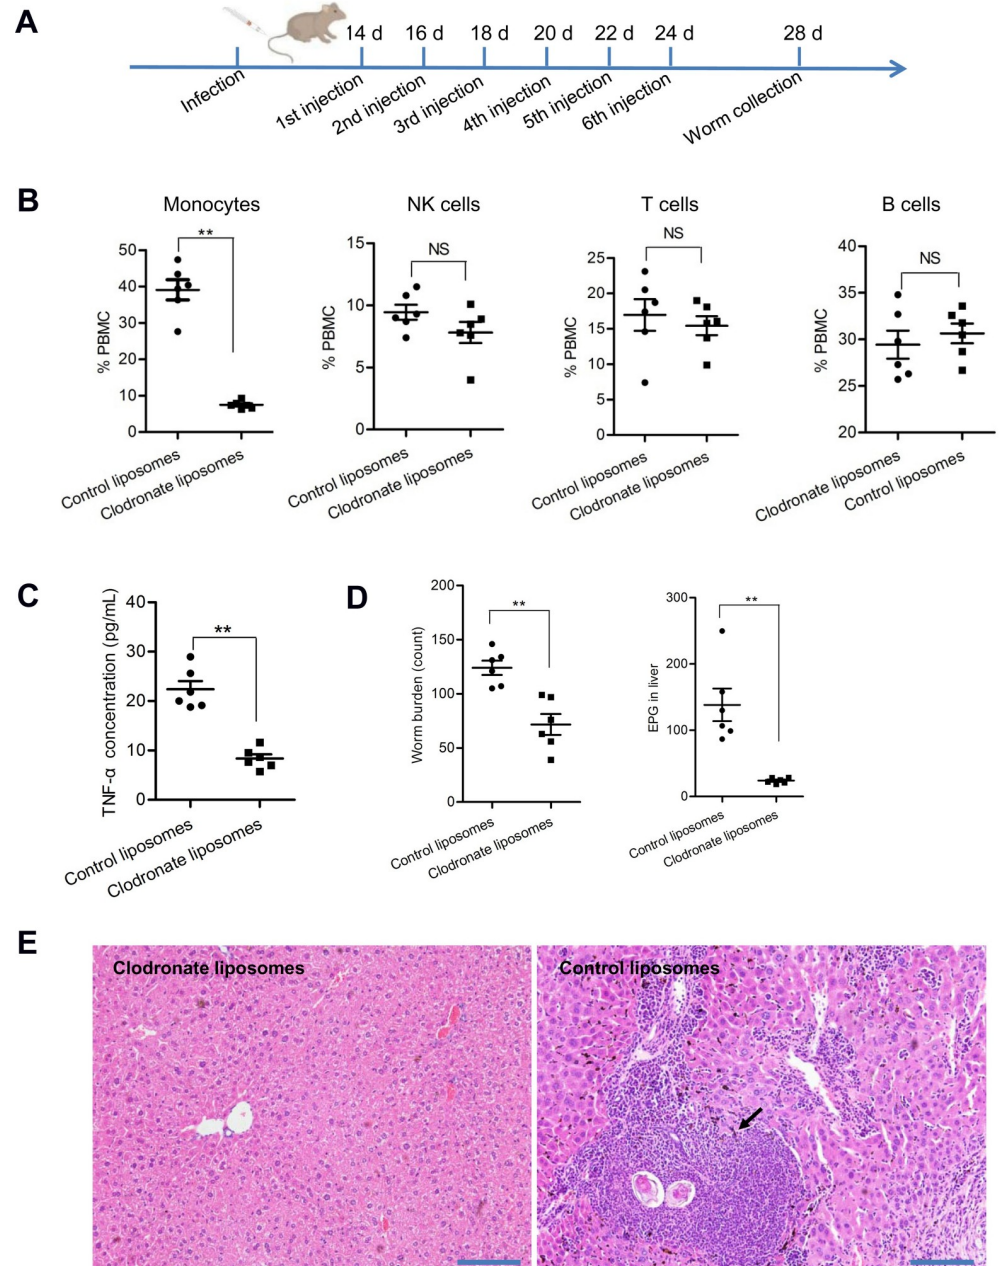 A
14 d 16 d 18 d 20 d 22 d 24 d 28 d
Infection
1st injection
2nd injection
3rd injection
4th injection
5th injection
6th injection
Worm collection
B
Monocytes
**
50
40
30
20
10
0
% PBMC
Control liposomes
Clodronate liposomes
NK cells
NS
15
10
5
0
% PBMC
Control liposomes
Clodronate liposomes
T cells
NS
25
20
15
10
5
0
% PBMC
Control liposomes
Clodronate liposomes
B cells
NS
40
35
30
25
20
% PBMC
Clodronate liposomes
Control liposomes
C
**
40
30
20
10
0
TNF-α concentration (pg/mL)
Control liposomes
Clodronate liposomes
D
**
200
150
100
50
0
Worm burden (count)
Control liposomes
Clodronate liposomes
**
300
200
100
0
EPG in liver
Control liposomes
Clodronate liposomes
E
Clodronate liposomes
Control liposomes